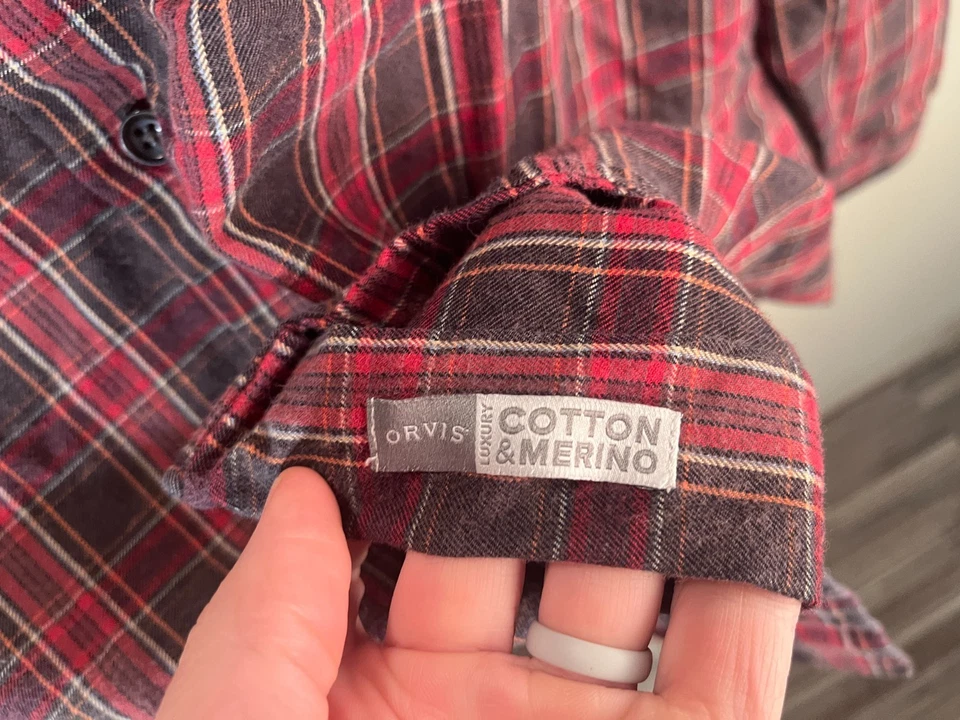 ORVIS
LUXURY
COTTON
&MERINO